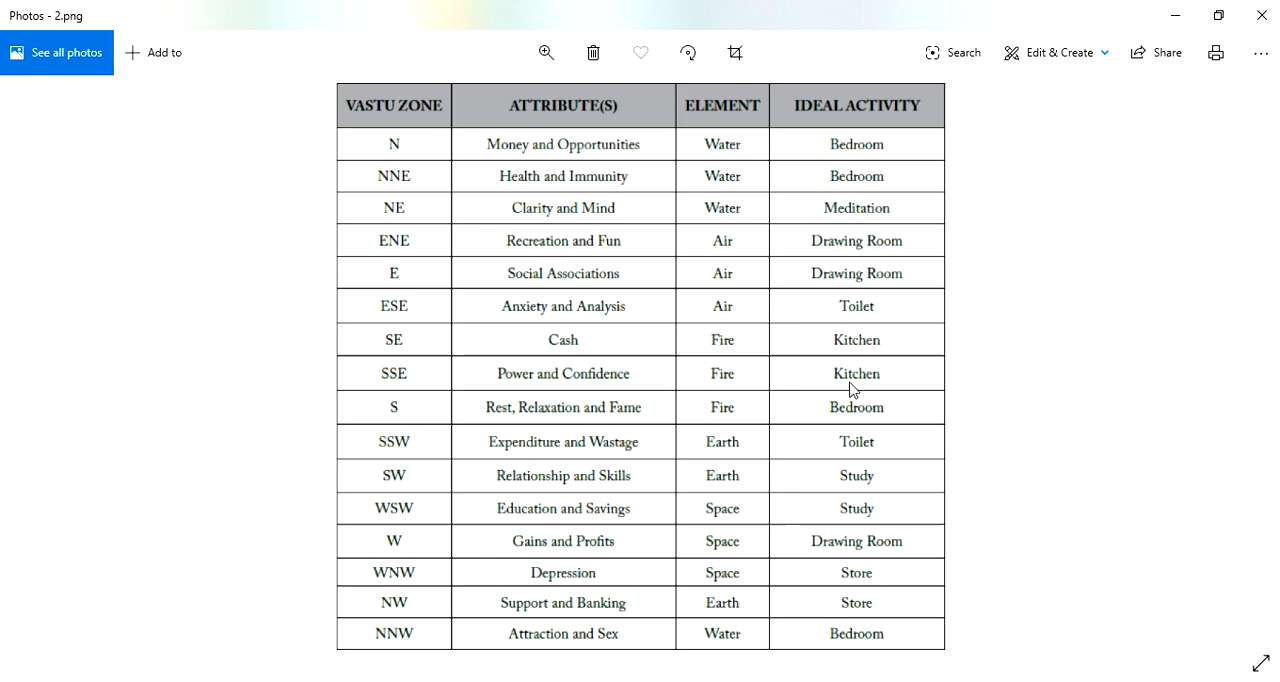 Photos - 2.png
See all photos Add to Search Edit & Create Share
VASTU ZONE ATTRIBUTE(S) ELEMENT IDEAL ACTIVITY
N Money and Opportunities Water Bedroom
NNE Health and Immunity Water Bedroom
NE Clarity and Mind Water Meditation
ENE Recreation and Fun Air Drawing Room
E Social Associations Air Drawing Room
ESE Anxiety and Analysis Air Toilet
SE Cash Fire Kitchen
SSE Power and Confidence Fire Kitchen
S Rest, Relaxation and Fame Fire Bedroom
SSW Expenditure and Wastage Earth Toilet
SW Relationship and Skills Earth Study
WSW Education and Savings Space Study
W Gains and Profits Space Drawing Room
WNW Depression Space Store
NW Support and Banking Earth Store
NNW Attraction and Sex Water Bedroom